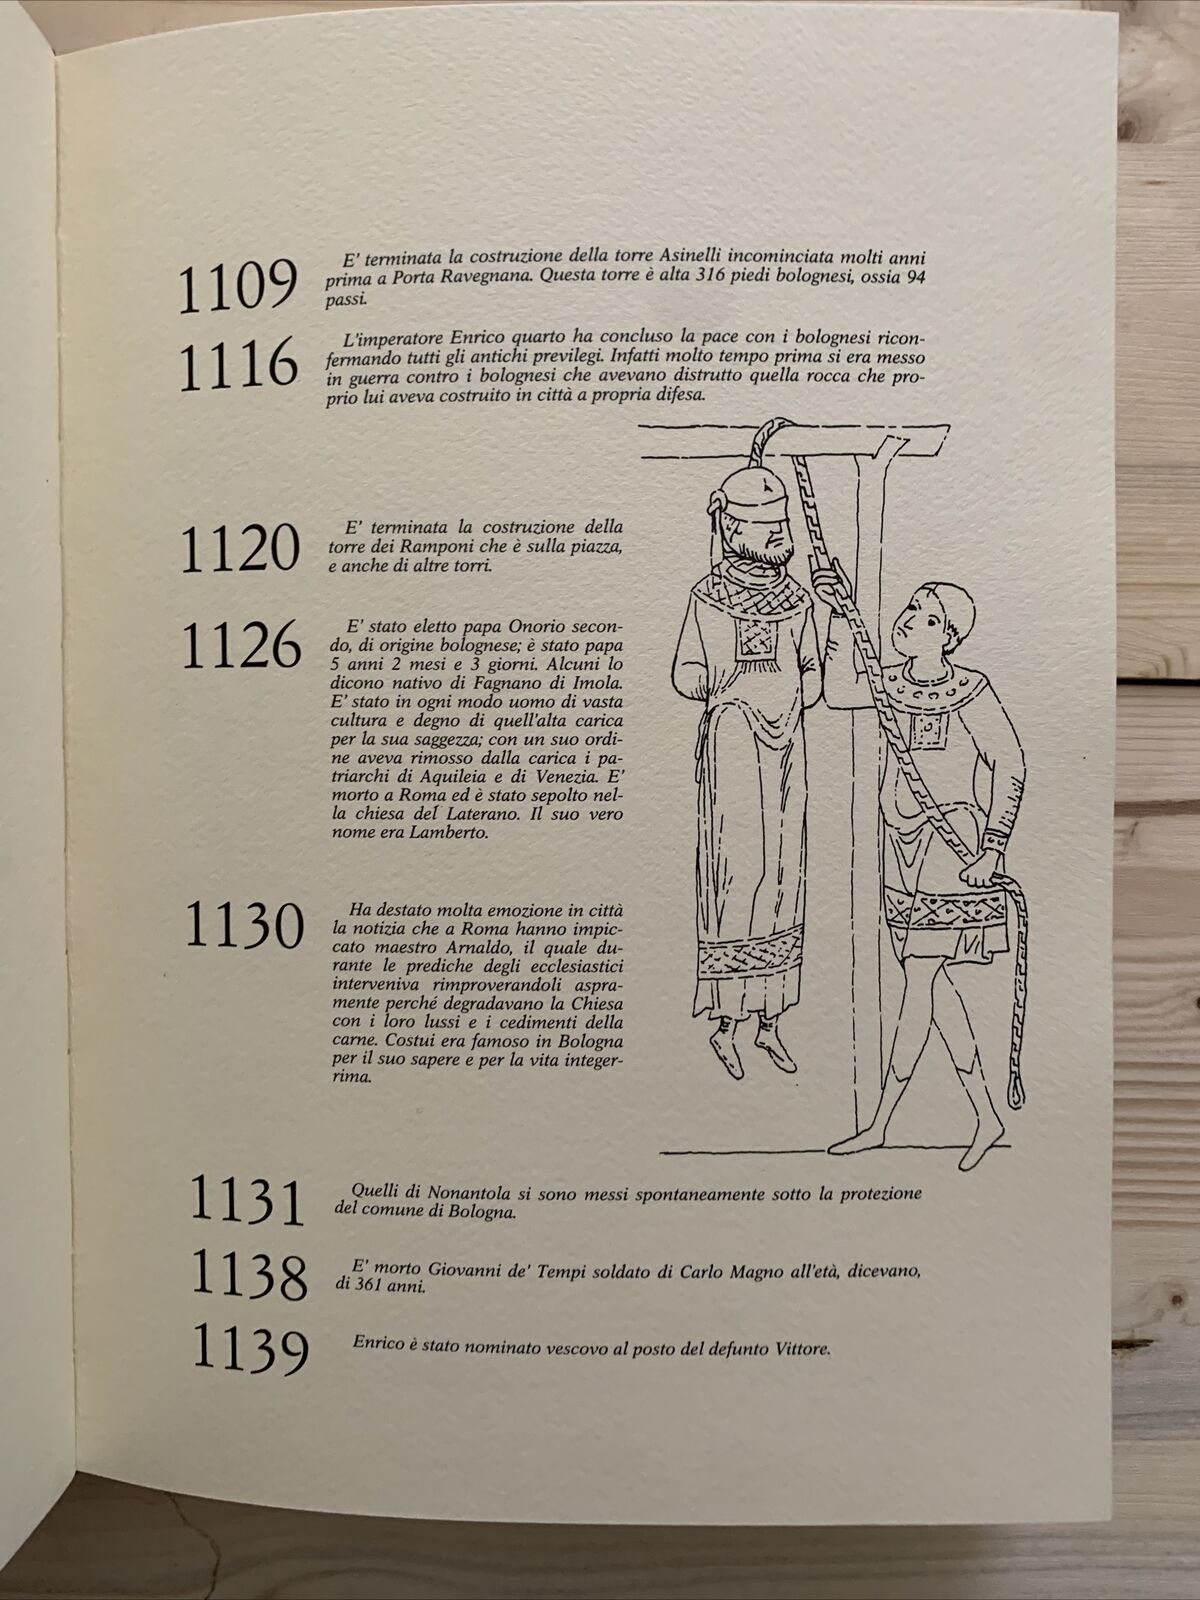 1109
E' terminata la costruzione della torre Asinelli incominciata molti anni
prima a Porta Ravegnana. Questa torre è alta 316 piedi bolognesi, ossia 94
passi.
1116
L'imperatore Enrico quarto ha concluso la pace con i bolognesi ricon-
fermando tutti gli antichi previlegi. Infatti molto tempo prima si era messo
in guerra contro i bolognesi che avevano distrutto quella rocca che pro-
prio lui aveva costruito in città a propria difesa.
1120
E' terminata la costruzione della
torre dei Ramponi che è sulla piazza,
e anche di altre torri.
1126
E' stato eletto papa Onorio secon-
do, di origine bolognese; è stato papa
5 anni 2 mesi e 3 giorni. Alcuni lo
dicono nativo di Fagnano di Imola.
E' stato in ogni modo uomo di vasta
cultura e degno di quell'alta carica
per la sua saggezza; con un suo ordi-
ne aveva rimosso dalla carica i pa-
triarchi di Aquileia e di Venezia. E'
morto a Roma ed è stato sepolto nel-
la chiesa del Laterano. Il suo vero
nome era Lamberto.
1130
Ha destato molta emozione in città
la notizia che a Roma hanno impic-
cato maestro Arnaldo, il quale du-
rante le prediche degli ecclesiastici
interveniva rimproverandoli aspra-
mente perché degradavano la Chiesa
con i loro lussi e i cedimenti della
carne. Costui era famoso in Bologna
per il suo sapere e per la vita integer-
rima.
1131
Quelli di Nonantola si sono messi spontaneamente sotto la protezione
del comune di Bologna.
1138
E' morto Giovanni de' Tempi soldato di Carlo Magno all'età, dicevano,
di 361 anni.
1139
Enrico è stato nominato vescovo al posto del defunto Vittore.